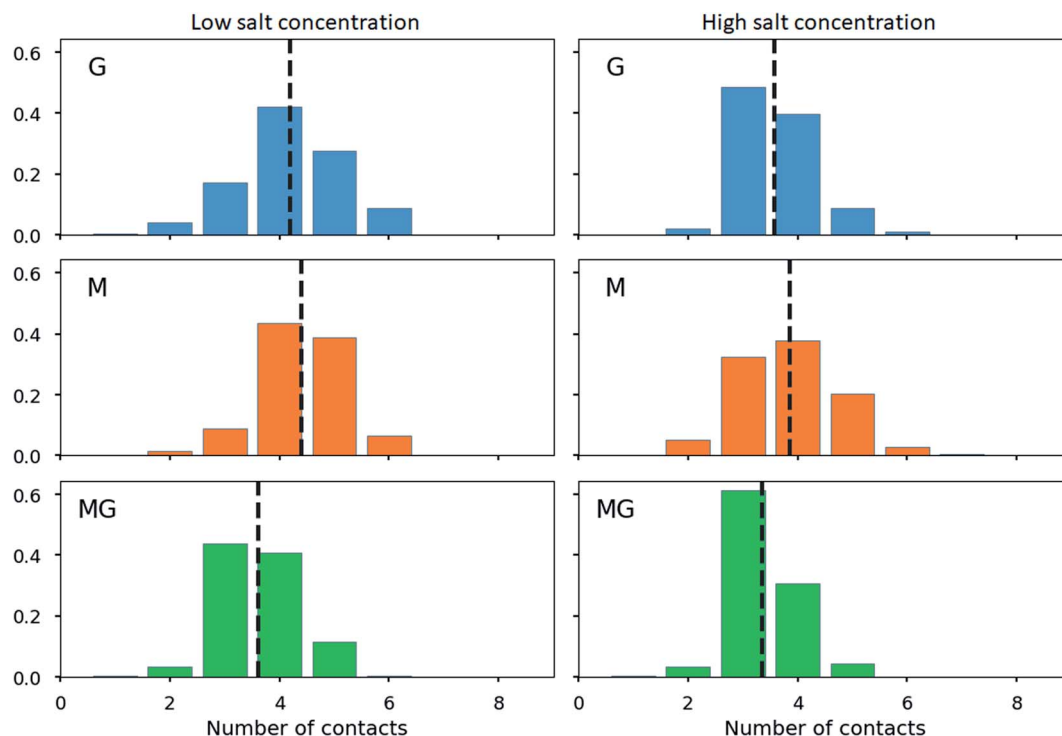 Low salt concentration
High salt concentration
0.6
0.4
0.2
0.0
G
G
0.6
0.4
0.2
0.0
M
M
0.6
0.4
0.2
0.0
MG
MG
0 2 4 6 8
0 2 4 6 8
Number of contacts
Number of contacts